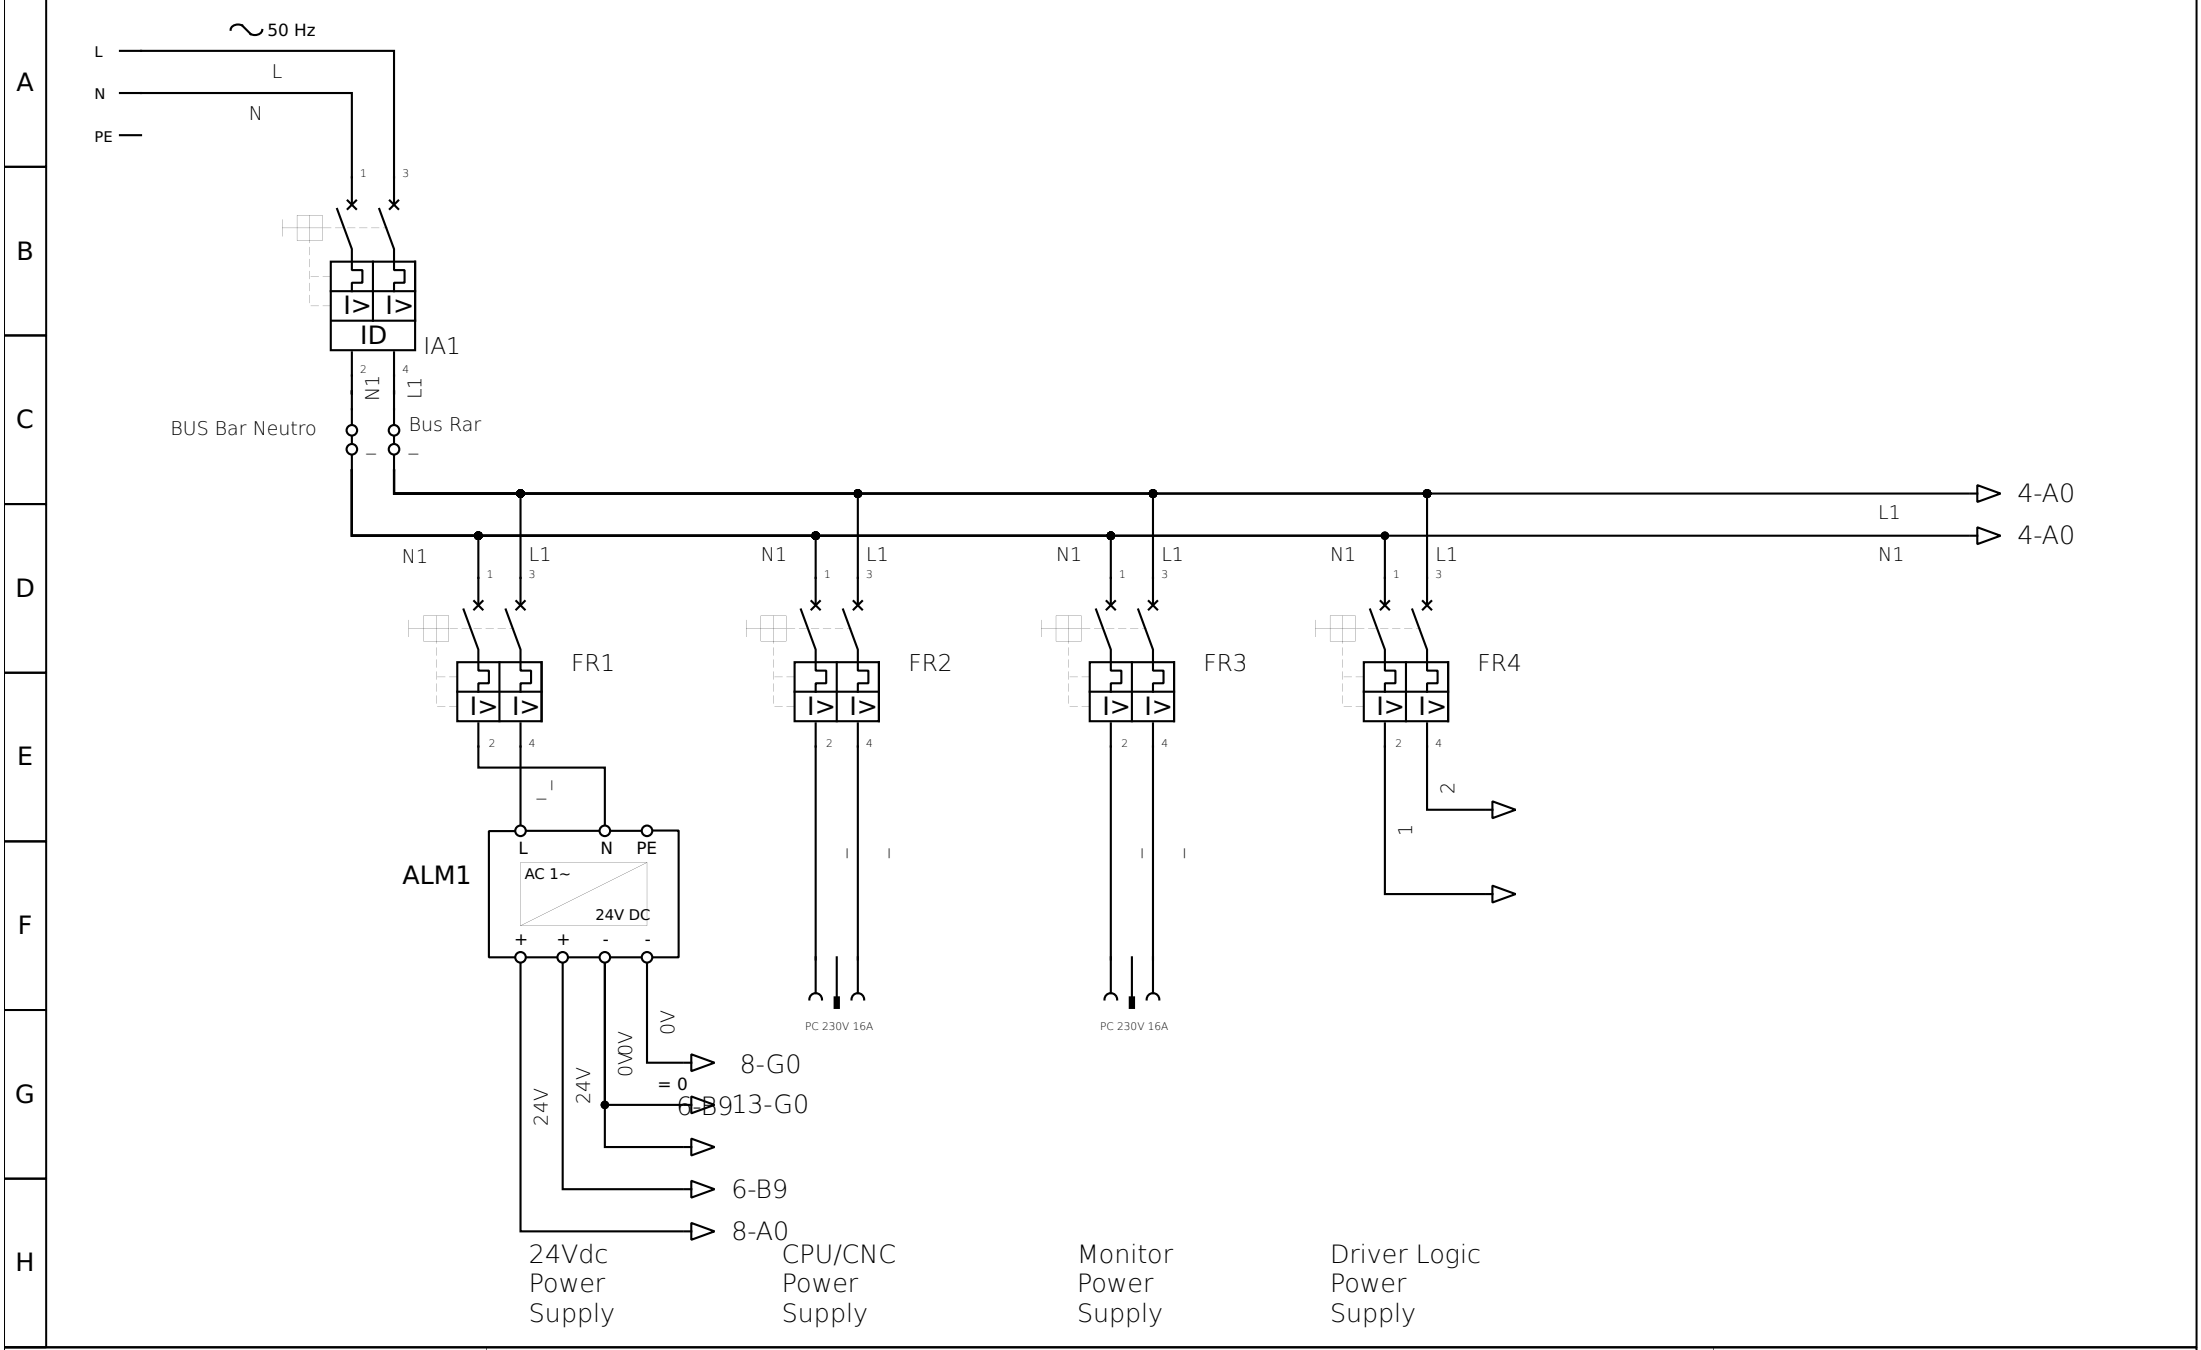 50 Hz
L
L
A
N
N
PE
1 3
B
I> I>
ID
IA1
2 4
N1 L1
C
BUS Bar Neutro
Bus Rar
4-A0
L1
4-A0
N1 L1 N1 L1 N1 L1 N1 L1 N1
1 3 1 3 1 3 1 3
D
FR1 FR2 FR3 FR4
I> I> I> I> I> I> I> I>
2 4 2 4 2 4 2 4
E
2
1
L N PE
ALM1
AC 1~
24V DC
F
+ + - -
PC 230V 16A PC 230V 16A
0V
0V
0V
8-G0
= 0
24V
24V
G
6-B9
13-G0
6-B9
8-A0
H
24Vdc
Power
Supply
CPU/CNC
Power
Supply
Monitor
Power
Supply
Driver Logic
Power
Supply